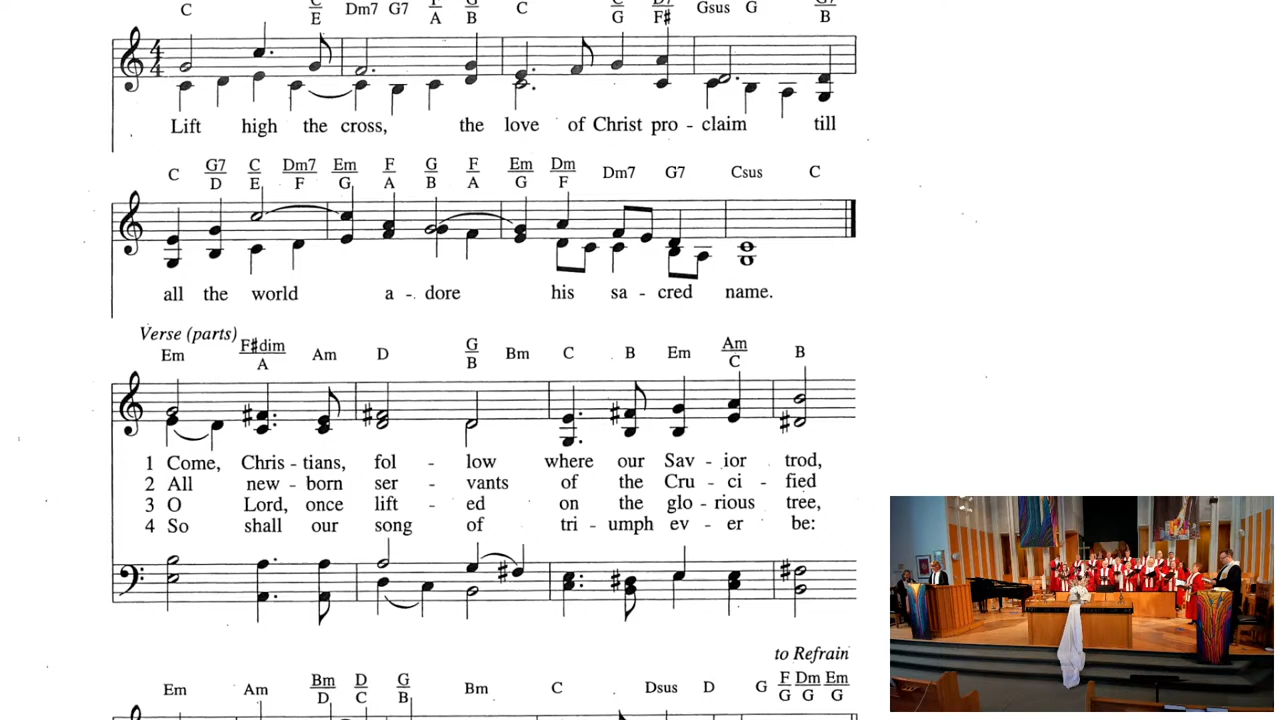 C C/E Dm7 G7 F/A G/B C C/G D7/F# Gsus G G7/B
Lift high the cross, the love of Christ pro - claim till
C G7/D C/E Dm7/F Em/G F/A G/B F/A Em/G Dm/F Dm7 G7 Csus C
all the world a - dore his sa - cred name.
Verse (parts)
Em F#dim/A Am D G/B Bm C B Em Am/C B
1 Come, Chris - tians, fol - low where our Sav - ior trod,
2 All new - born ser - vants of the Cru - ci - fied
3 O Lord, once lift - ed on the glo - rious tree,
4 So shall our song of tri - umph ev - er be:
to Refrain
Em Am Bm/D D/C G/B Bm C Dsus D G F/G Dm/G Em/G